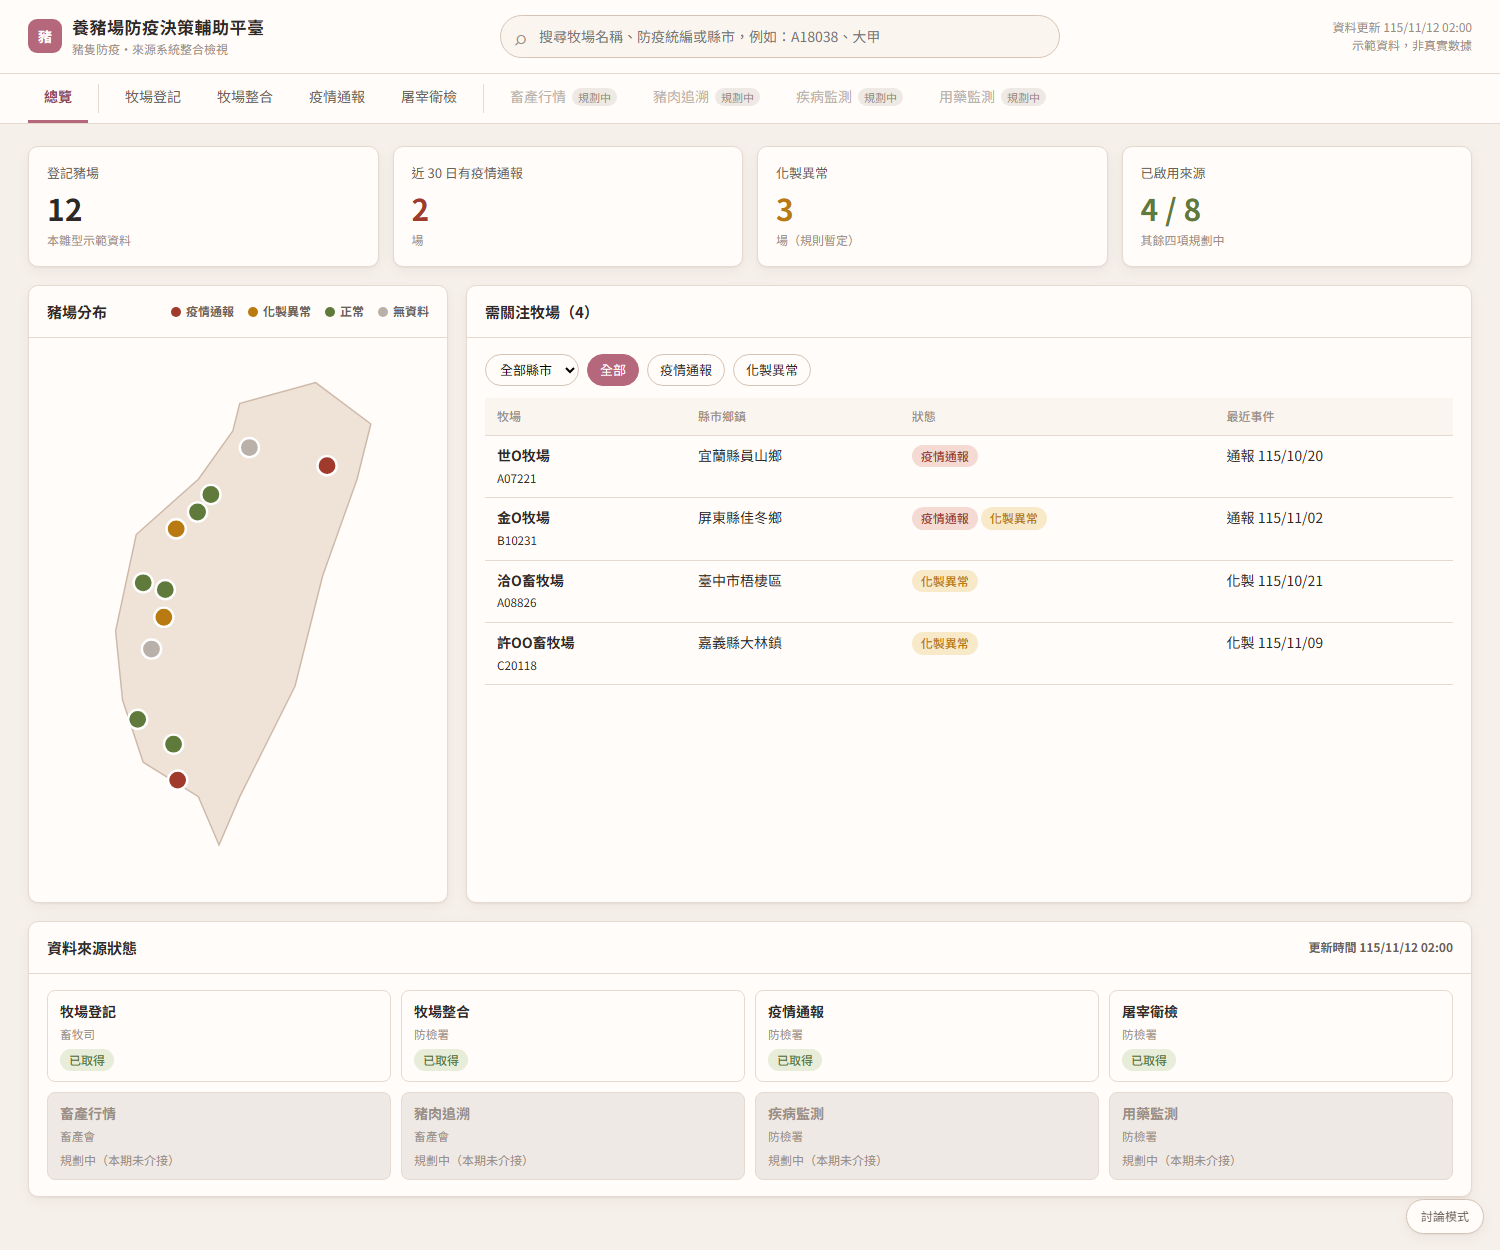 豬
養豬場防疫決策輔助平臺
豬隻防疫・來源系統整合檢視
搜尋牧場名稱、防疫統編或縣市，例如：A18038、大甲
資料更新 115/11/12 02:00
示範資料，非真實數據
總覽
牧場登記
牧場整合
疫情通報
屠宰衛檢
畜產行情 規劃中
豬肉追溯 規劃中
疾病監測 規劃中
用藥監測 規劃中
登記豬場
12
本雛型示範資料
近 30 日有疫情通報
2
場
化製異常
3
場（規則暫定）
已啟用來源
4 / 8
其餘四項規劃中
豬場分布
疫情通報 化製異常 正常 無資料
需關注牧場（4）
全部縣市 全部 疫情通報 化製異常
牧場 縣市鄉鎮 狀態 最近事件
世O牧場 宜蘭縣員山鄉 疫情通報 通報 115/10/20
A07221
金O牧場 屏東縣佳冬鄉 疫情通報 化製異常 通報 115/11/02
B10231
洽O畜牧場 臺中市梧棲區 化製異常 化製 115/10/21
A08826
許OO畜牧場 嘉義縣大林鎮 化製異常 化製 115/11/09
C20118
資料來源狀態
更新時間 115/11/12 02:00
牧場登記
畜牧司
已取得
牧場整合
防檢署
已取得
疫情通報
防檢署
已取得
屠宰衛檢
防檢署
已取得
畜產行情
畜產會
規劃中（本期未介接）
豬肉追溯
畜產會
規劃中（本期未介接）
疾病監測
防檢署
規劃中（本期未介接）
用藥監測
防檢署
規劃中（本期未介接）
討論模式